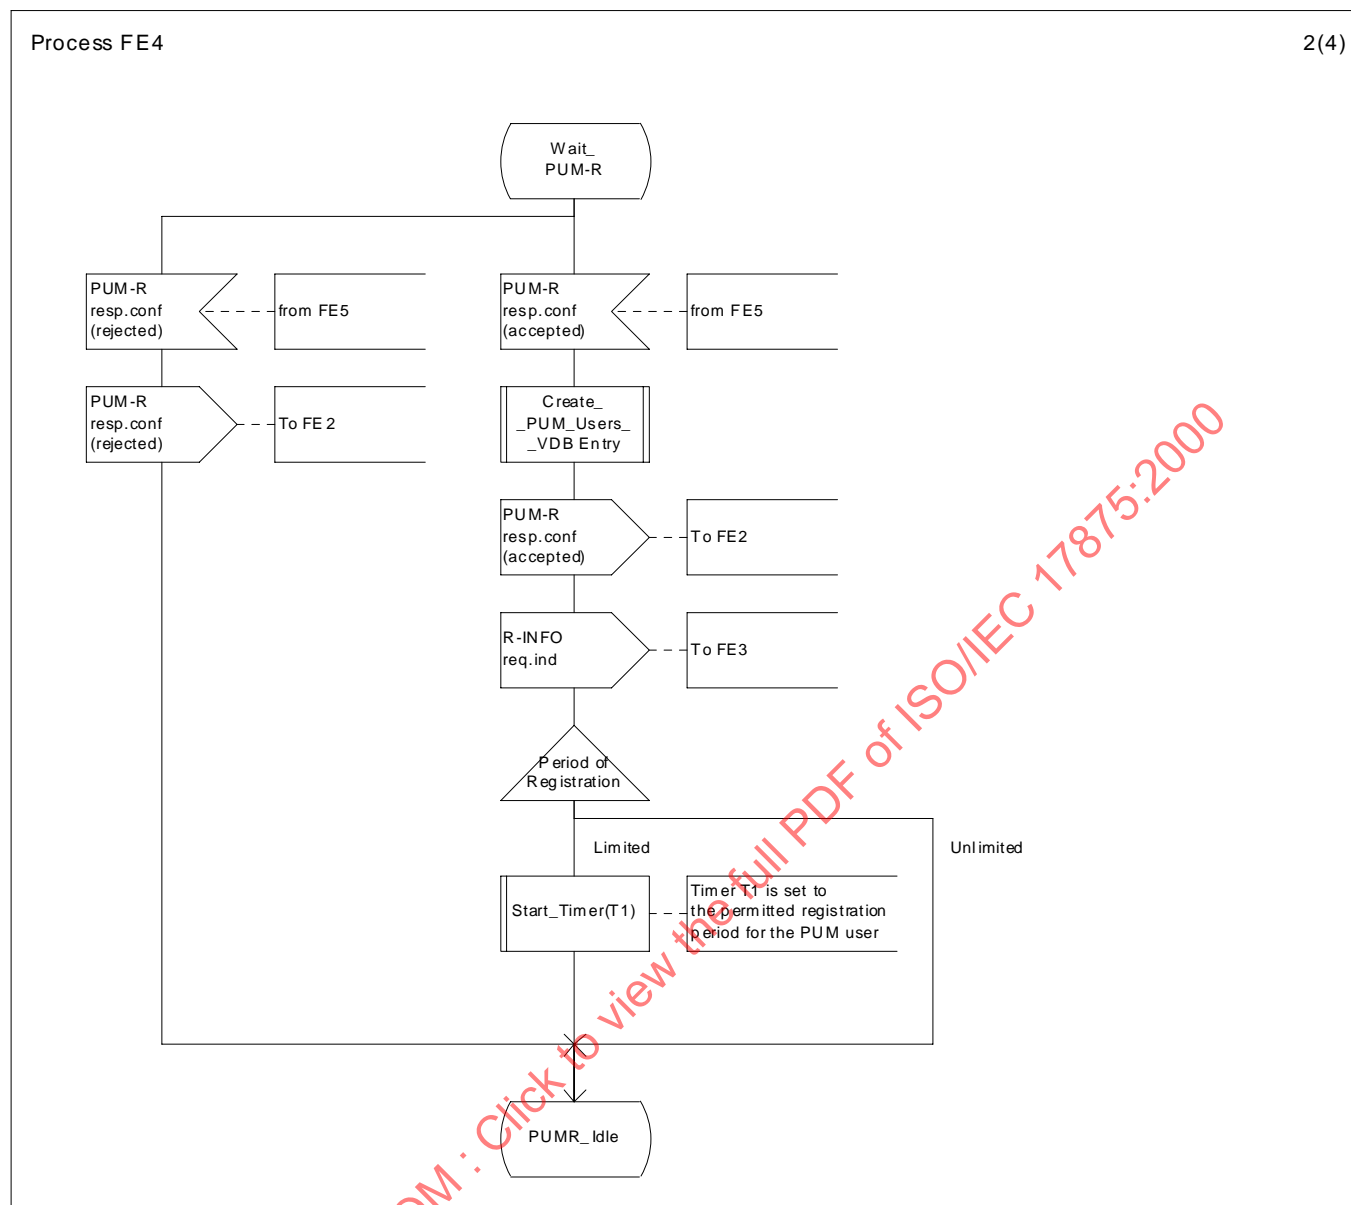 Process FE4
2(4)
Wait_
PUM-R
PUM-R
resp.conf
(rejected)
from FE5
PUM-R
resp.conf
(accepted)
from FE5
PUM-R
resp.conf
(rejected)
To FE2
Create_
_PUM_Users_
_VDB Entry
PUM-R
resp.conf
(accepted)
To FE2
R-INFO
req.ind
To FE3
Period of
Registration
Limited
Unlimited
Start_Timer(T1)
Timer T1 is set to
the permitted registration
period for the PUM user
PUMR_Idle
OM : Click to view the full PDF of ISO/IEC 17875:2000